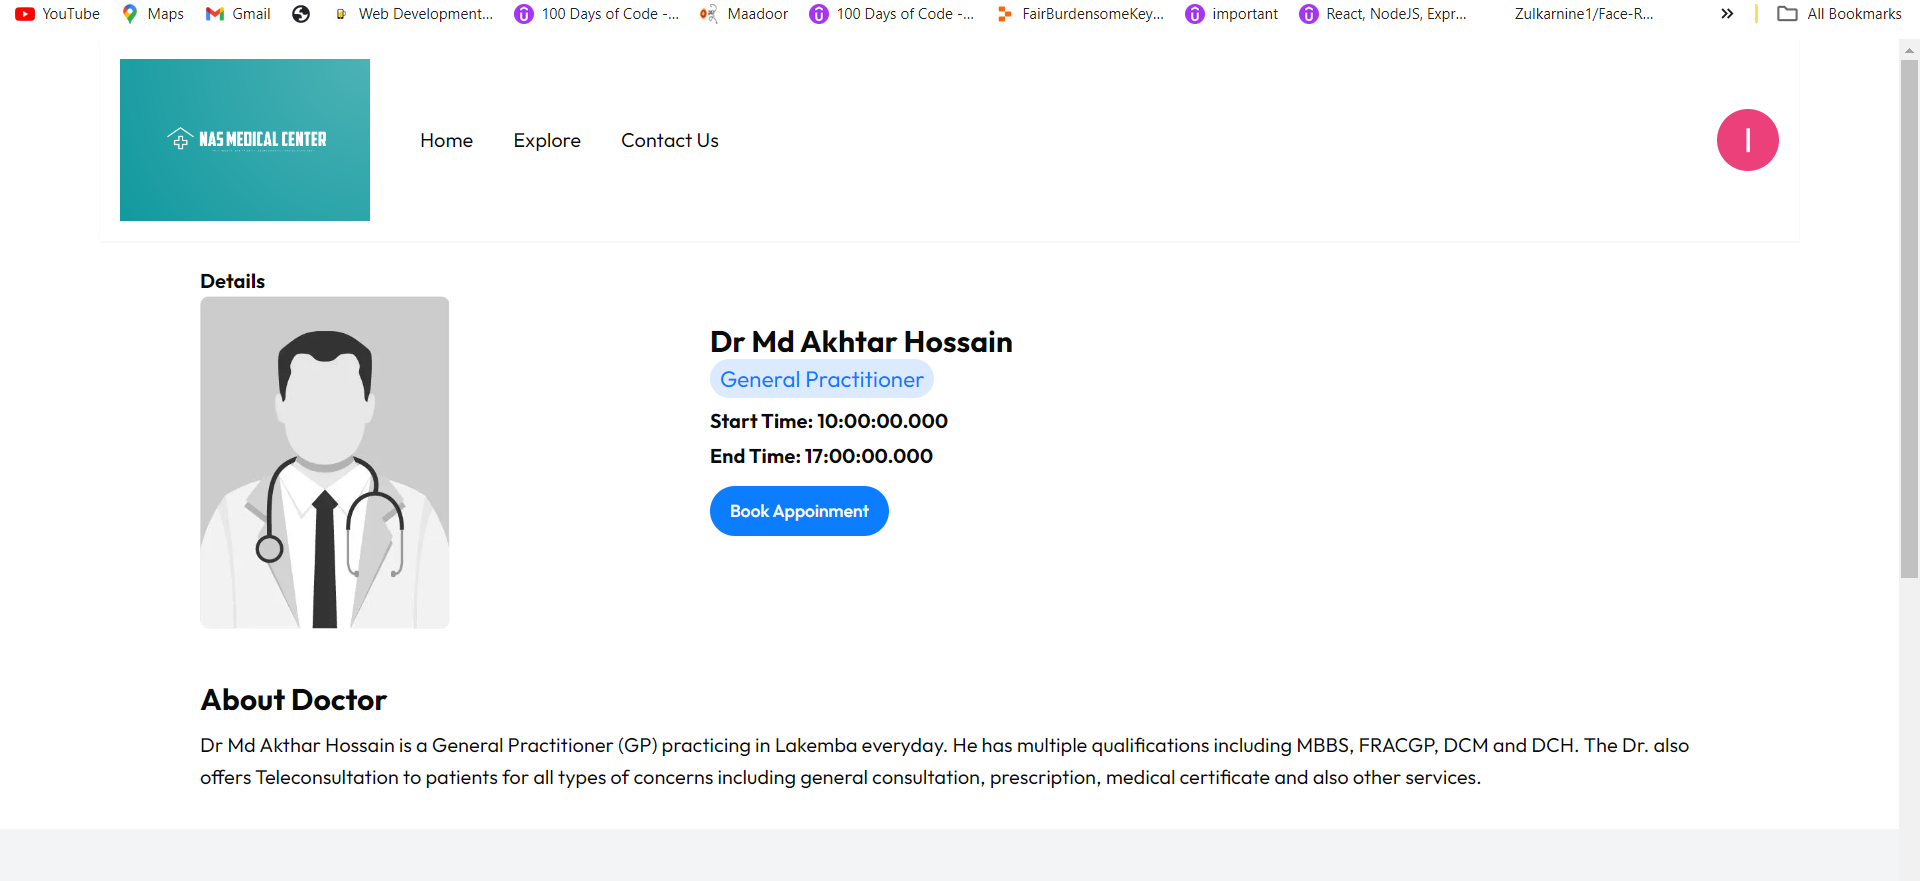 YouTube Maps Gmail Web Development... 100 Days of Code -... Maadoor 100 Days of Code -... FairBurdensomeKey... important React, NodeJS, Expr... Zulkarnine1/Face-R... » All Bookmarks
NAS MEDICAL CENTER
Home Explore Contact Us
I
Details
Dr Md Akhtar Hossain
General Practitioner
Start Time: 10:00:00.000
End Time: 17:00:00.000
Book Appoinment
About Doctor
Dr Md Akthar Hossain is a General Practitioner (GP) practicing in Lakemba everyday. He has multiple qualifications including MBBS, FRACGP, DCM and DCH. The Dr. also
offers Teleconsultation to patients for all types of concerns including general consultation, prescription, medical certificate and also other services.